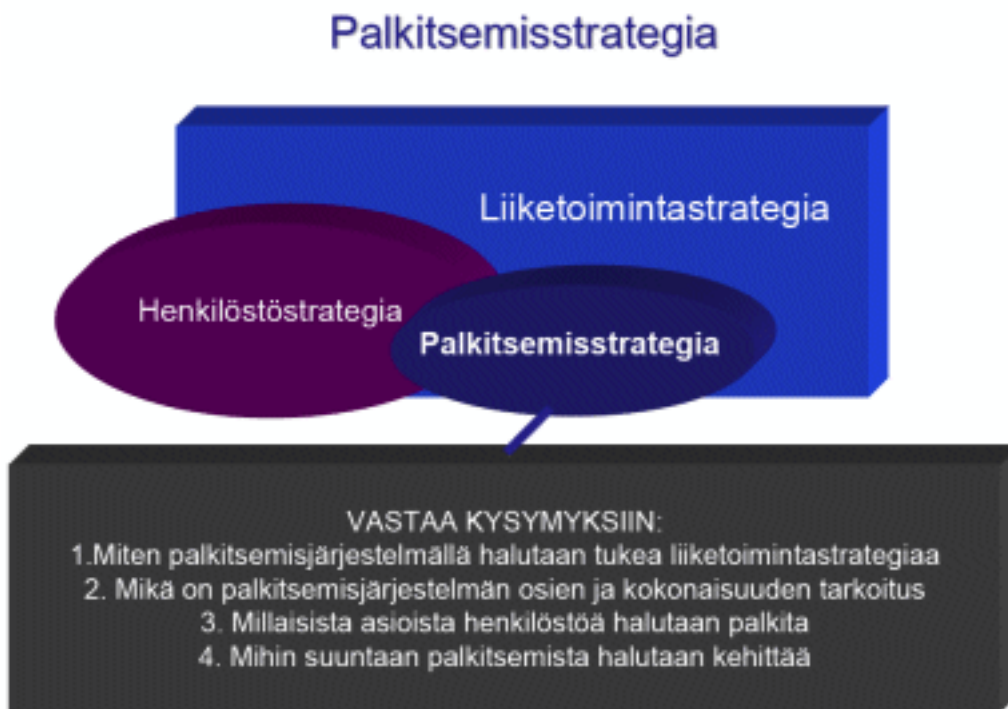 Palkitsemisstrategia
Liiketoimintastrategia
Henkilöstöstrategia
Palkitsemisstrategia
VASTAA KYSYMYKSIIN:
1.Miten palkitsemisjärjestelmällä halutaan tukea liiketoimintastrategiaa
2. Mikä on palkitsemisjärjestelmän osien ja kokonaisuuden tarkoitus
3. Millaisista asioista henkilöstöä halutaan palkita
4. Mihin suuntaan palkitsemista halutaan kehittää